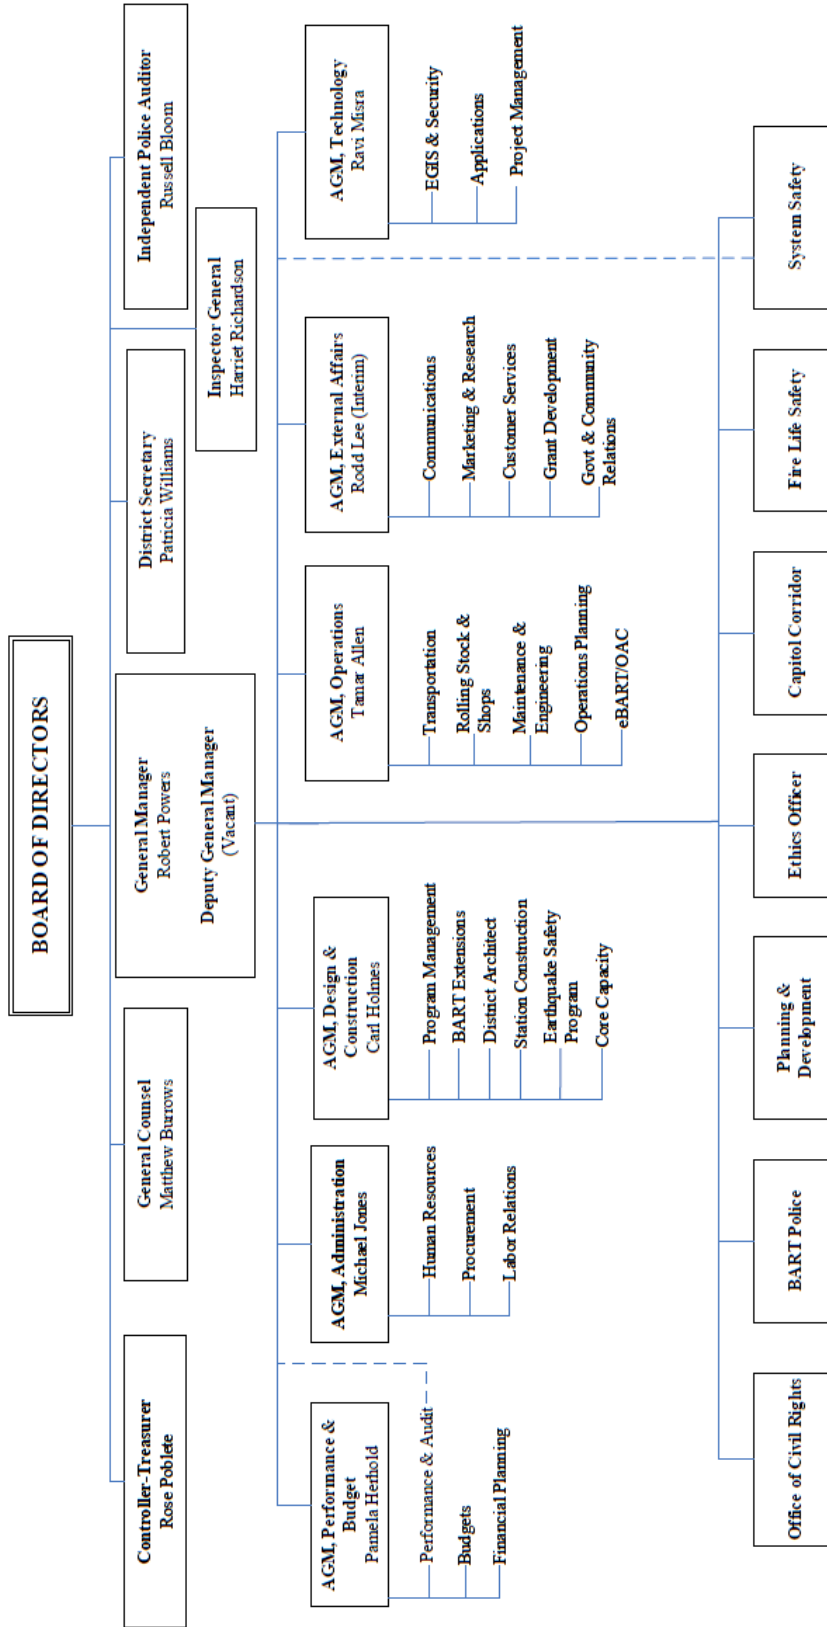 BOARD OF DIRECTORS
Controller-Treasurer
Rose Poblete
General Counsel
Matthew Burrows
General Manager
Robert Powers
Deputy General Manager
(Vacant)
District Secretary
Patricia Williams
Independent Police Auditor
Russell Bloom
Inspector General
Harriet Richardson
AGM, Performance &
Budget
Pamela Herhold
Performance & Audit
Budgets
Financial Planning
AGM, Administration
Michael Jones
Human Resources
Procurement
Labor Relations
AGM, Design &
Construction
Carl Holmes
Program Management
BART Extensions
District Architect
Station Construction
Earthquake Safety
Program
Core Capacity
AGM, Operations
Tamar Allen
Transportation
Rolling Stock &
Shops
Maintenance &
Engineering
Operations Planning
eBART/OAC
AGM, External Affairs
Rodd Lee (Interim)
Communications
Marketing & Research
Customer Services
Grant Development
Govt & Community
Relations
AGM, Technology
Ravi Misra
EGIS & Security
Applications
Project Management
Office of Civil Rights
BART Police
Planning &
Development
Ethics Officer
Capitol Corridor
Fire Life Safety
System Safety